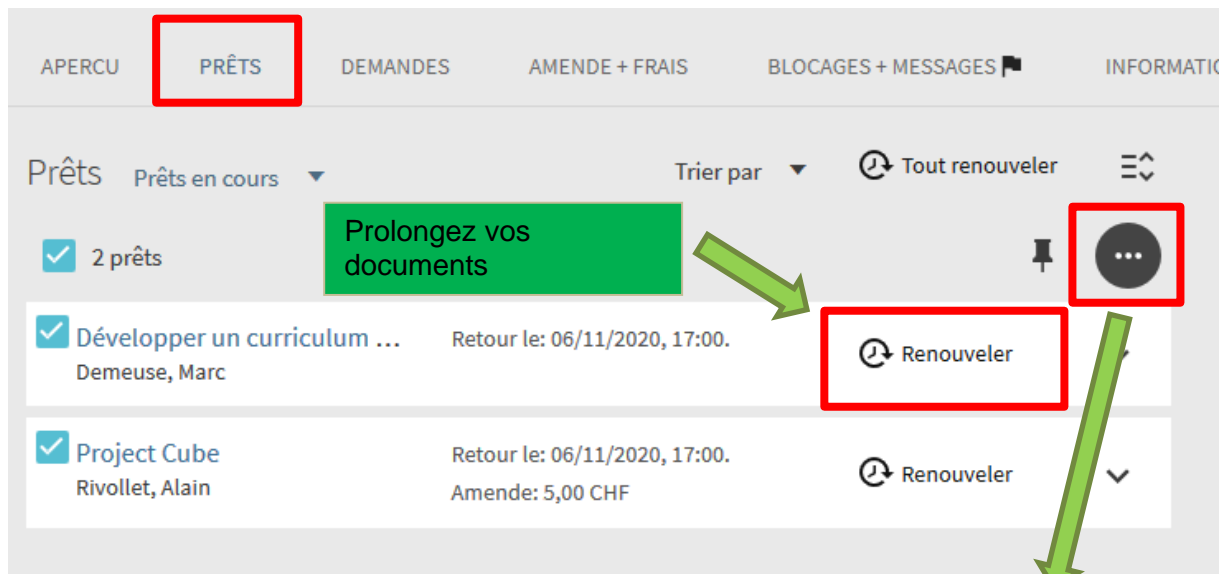 APERCU PRÊTS DEMANDES AMENDE + FRAIS BLOCAGES + MESSAGES INFORMATIO
Prêts Prêts en cours Trier par Tout renouveler
Prolongez vos
documents
2 prêts
Développer un curriculum ... Retour le: 06/11/2020, 17:00. Renouveler
Demeuse, Marc
Project Cube Retour le: 06/11/2020, 17:00. Renouveler
Rivollet, Alain Amende: 5,00 CHF